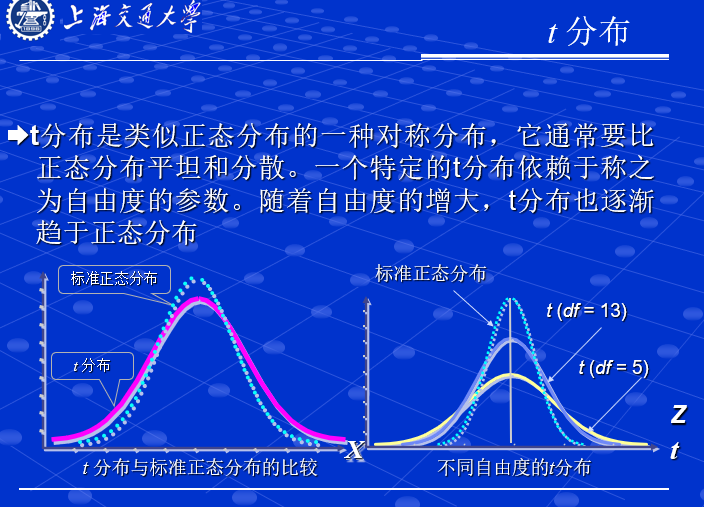 上海交通大学
t 分布
t分布是类似正态分布的一种对称分布，它通常要比
正态分布平坦和分散。一个特定的t分布依赖于称之
为自由度的参数。随着自由度的增大，t分布也逐渐
趋于正态分布
标准正态分布
t 分布
X
t 分布与标准正态分布的比较
标准正态分布
t (df = 13)
t (df = 5)
Z
t
不同自由度的t分布